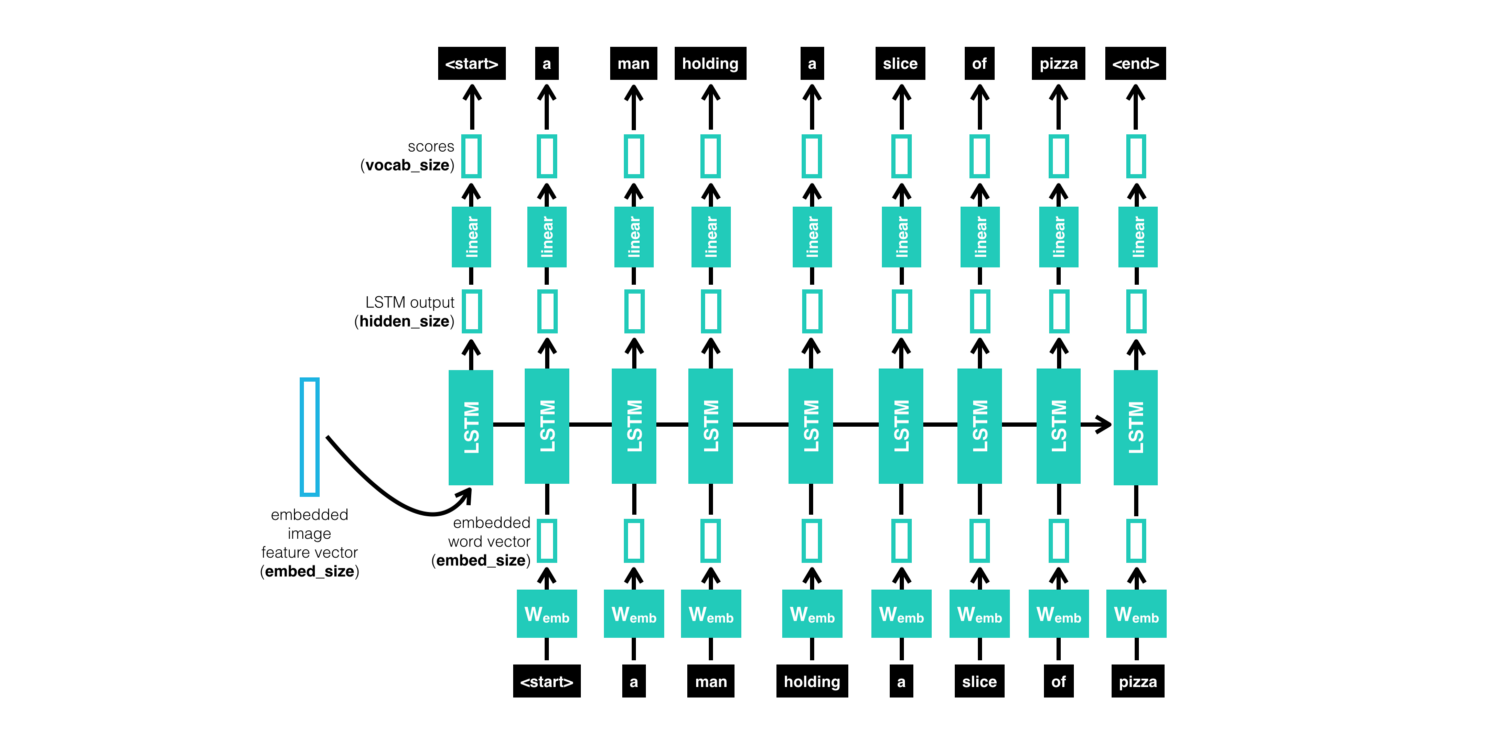 <start> a man holding a slice of pizza <end>
scores
(vocab_size)
linear linear linear linear linear linear linear linear linear
LSTM output
(hidden_size)
LSTM LSTM LSTM LSTM LSTM LSTM LSTM LSTM LSTM
embedded
image
feature vector
(embed_size)
embedded
word vector
(embed_size)
Wemb Wemb Wemb Wemb Wemb Wemb Wemb Wemb
<start> a man holding a slice of pizza